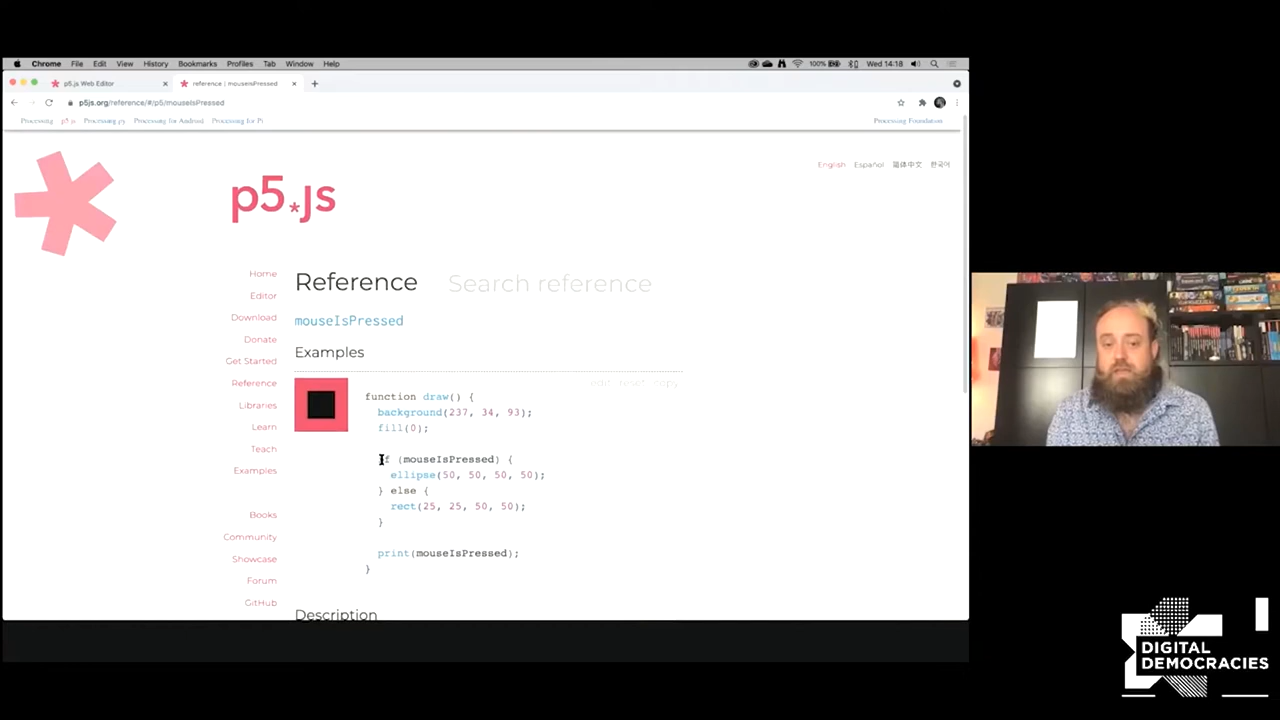 Chrome File Edit View History Bookmarks Profiles Tab Window Help
100% Wed 14:18
p5.js Web Editor
reference | mouseIsPressed
p5js.org/reference/#/p5/mouseIsPressed
Processing p5.js Processing.py Processing for Android Processing for Pi
Processing Foundation
English Español 简体中文 한국어
p5*js
Reference
Search reference
Home
Editor
Download
Donate
Get Started
Reference
Libraries
Learn
Teach
Examples
Books
Community
Showcase
Forum
GitHub
mouseIsPressed
Examples
edit reset copy
function draw() {
background(237, 34, 93);
fill(0);
if (mouseIsPressed) {
ellipse(50, 50, 50, 50);
} else {
rect(25, 25, 50, 50);
}
print(mouseIsPressed);
}
Description
DIGITAL
DEMOCRACIES